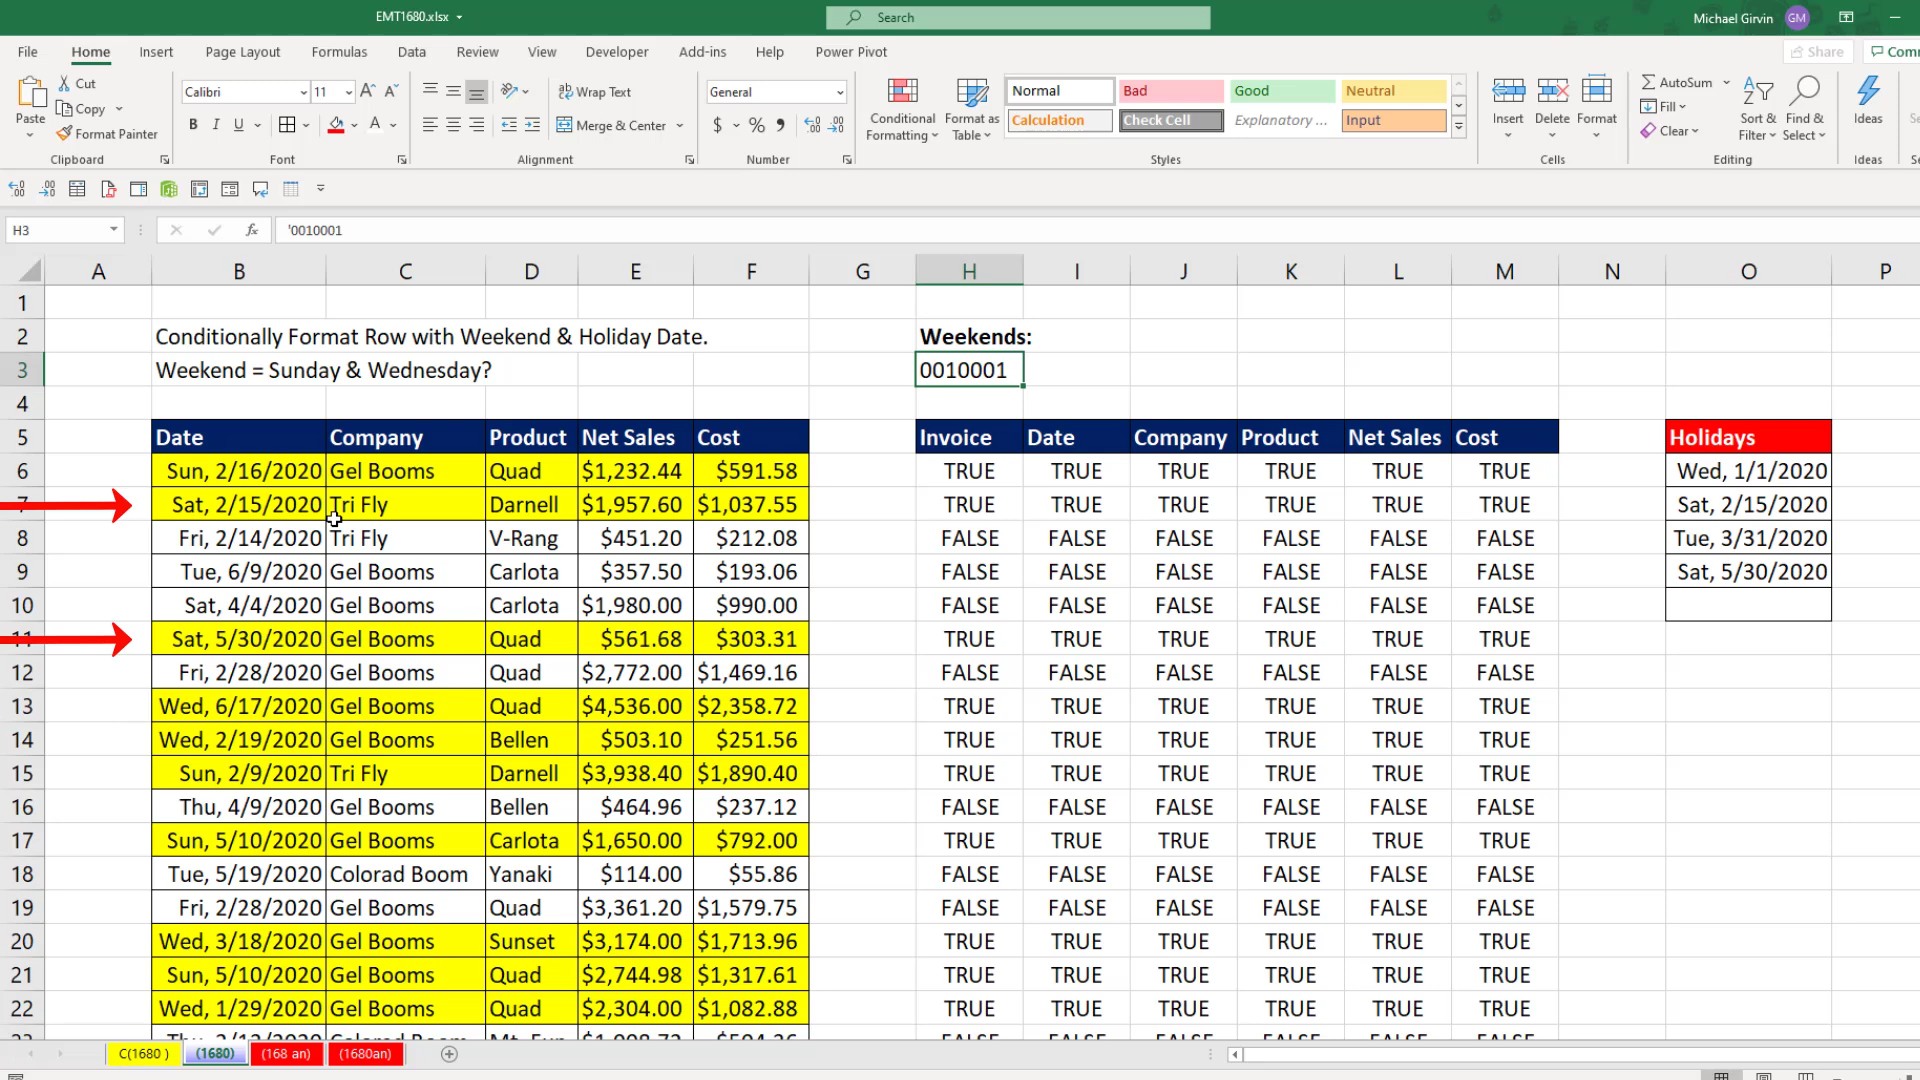 EMT1680.xlsx
Search
Michael Girvin GM
File Home Insert Page Layout Formulas Data Review View Developer Add-ins Help Power Pivot Share
Cut
Copy
Format Painter
Paste
Clipboard
Calibri 11
B I U A
Font
Wrap Text
Merge & Center
Alignment
General
$ % ,
Number
Conditional Formatting
Format as Table
Normal Bad Good Neutral
Calculation Check Cell Explanatory ... Input
Styles
Insert Delete Format
Cells
AutoSum
Fill
Clear
Sort & Filter
Find & Select
Editing
Ideas
Ideas
H3 fx '0010001
A B C D E F G H I J K L M N O P
1
2 Conditionally Format Row with Weekend & Holiday Date. Weekends:
3 Weekend = Sunday & Wednesday? 0010001
4
5 Date Company Product Net Sales Cost Invoice Date Company Product Net Sales Cost Holidays
6 Sun, 2/16/2020 Gel Booms Quad $1,232.44 $591.58 TRUE TRUE TRUE TRUE TRUE TRUE Wed, 1/1/2020
Sat, 2/15/2020 Tri Fly Darnell $1,957.60 $1,037.55 TRUE TRUE TRUE TRUE TRUE TRUE Sat, 2/15/2020
8 Fri, 2/14/2020 Tri Fly V-Rang $451.20 $212.08 FALSE FALSE FALSE FALSE FALSE FALSE Tue, 3/31/2020
9 Tue, 6/9/2020 Gel Booms Carlota $357.50 $193.06 FALSE FALSE FALSE FALSE FALSE FALSE Sat, 5/30/2020
10 Sat, 4/4/2020 Gel Booms Carlota $1,980.00 $990.00 FALSE FALSE FALSE FALSE FALSE FALSE
Sat, 5/30/2020 Gel Booms Quad $561.68 $303.31 TRUE TRUE TRUE TRUE TRUE TRUE
12 Fri, 2/28/2020 Gel Booms Quad $2,772.00 $1,469.16 FALSE FALSE FALSE FALSE FALSE FALSE
13 Wed, 6/17/2020 Gel Booms Quad $4,536.00 $2,358.72 TRUE TRUE TRUE TRUE TRUE TRUE
14 Wed, 2/19/2020 Gel Booms Bellen $503.10 $251.56 TRUE TRUE TRUE TRUE TRUE TRUE
15 Sun, 2/9/2020 Tri Fly Darnell $3,938.40 $1,890.40 TRUE TRUE TRUE TRUE TRUE TRUE
16 Thu, 4/9/2020 Gel Booms Bellen $464.96 $237.12 FALSE FALSE FALSE FALSE FALSE FALSE
17 Sun, 5/10/2020 Gel Booms Carlota $1,650.00 $792.00 TRUE TRUE TRUE TRUE TRUE TRUE
18 Tue, 5/19/2020 Colorad Boom Yanaki $114.00 $55.86 FALSE FALSE FALSE FALSE FALSE FALSE
19 Fri, 2/28/2020 Gel Booms Quad $3,361.20 $1,579.75 FALSE FALSE FALSE FALSE FALSE FALSE
20 Wed, 3/18/2020 Gel Booms Sunset $3,174.00 $1,713.96 TRUE TRUE TRUE TRUE TRUE TRUE
21 Sun, 5/10/2020 Gel Booms Quad $2,744.98 $1,317.61 TRUE TRUE TRUE TRUE TRUE TRUE
22 Wed, 1/29/2020 Gel Booms Quad $2,304.00 $1,082.88 TRUE TRUE TRUE TRUE TRUE TRUE
C(1680 ) (1680) (168 an) (1680an)